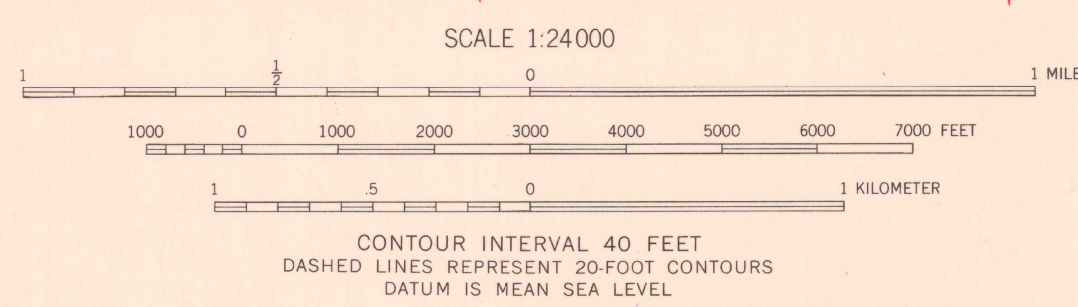 SCALE 1:24000
1 ½ 0 1 MILE
1000 0 1000 2000 3000 4000 5000 6000 7000 FEET
1 .5 0 1 KILOMETER
CONTOUR INTERVAL 40 FEET
DASHED LINES REPRESENT 20-FOOT CONTOURS
DATUM IS MEAN SEA LEVEL